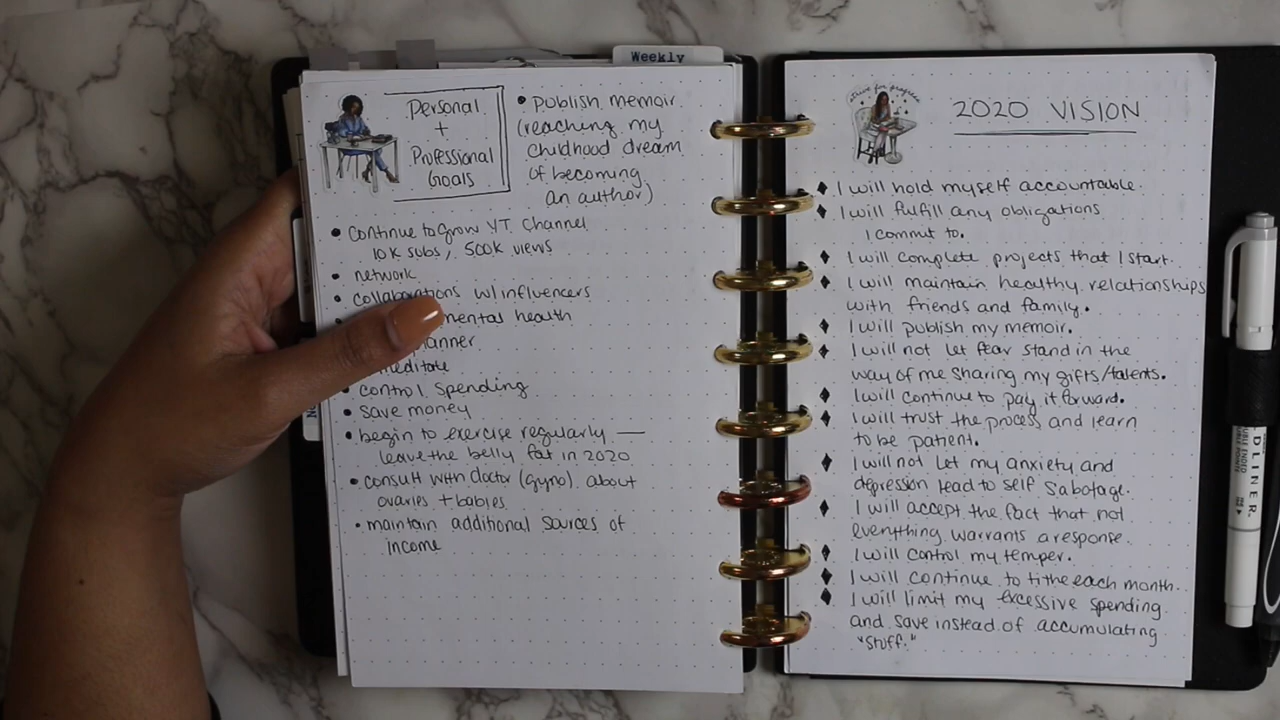 Weekly
Personal
+
Professional
Goals
• publish memoir
(reaching my
childhood dream
of becoming
an author)
• continue to grow YT Channel
10K subs, 500K views
• network
• collaborations w/influencers
mental health
meditate
• control spending
• save money
• begin to exercise regularly —
leave the belly fat in 2020
• consult with doctor (gyno) about
ovaries + babies
• maintain additional sources of
income
strive for progress
2020 VISION
♦ I will hold myself accountable.
♦ I will fulfill any obligations
I commit to.
♦ I will complete projects that I start.
♦ I will maintain healthy relationships
with friends and family.
♦ I will publish my memoir.
♦ I will not let fear stand in the
way of me sharing my gifts/talents.
♦ I will continue to pay it forward.
♦ I will trust the process and learn
to be patient.
♦ I will not let my anxiety and
depression lead to self sabotage.
♦ I will accept the fact that not
everything warrants a response.
♦ I will control my temper.
♦ I will continue to tithe each month.
♦ I will limit my excessive spending
and save instead of accumulating
"stuff."
DLINER